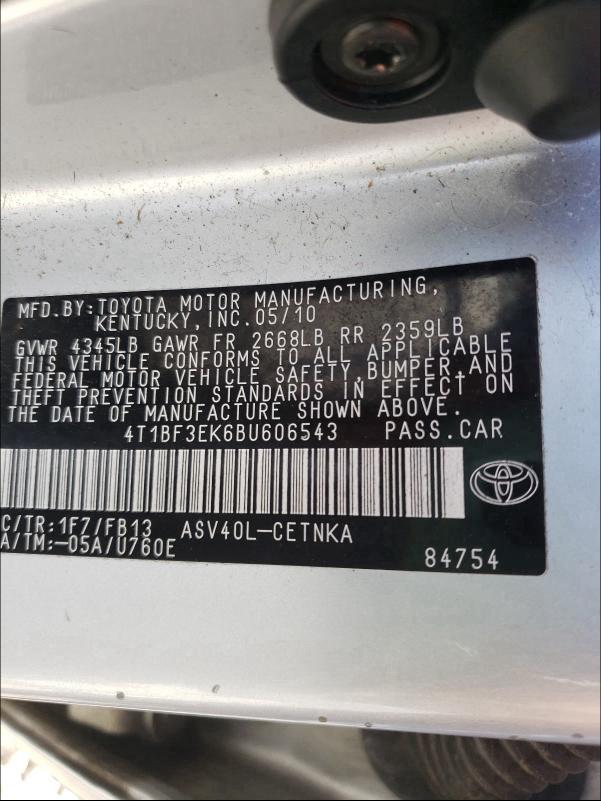 MFD.BY:TOYOTA MOTOR MANUFACTURING,
KENTUCKY, INC.05/10
GVWR 4345LB GAWR FR 2668LB RR 2359LB
THIS VEHICLE CONFORMS TO ALL APPLICABLE
FEDERAL MOTOR VEHICLE SAFETY, BUMPER, AND
THEFT PREVENTION STANDARDS IN EFFECT ON
THE DATE OF MANUFACTURE SHOWN ABOVE.
4T1BF3EK6BU606543 PASS.CAR
C/TR:1F7/FB13 ASV40L-CETNKA
A/TM:-05A/U760E
84754